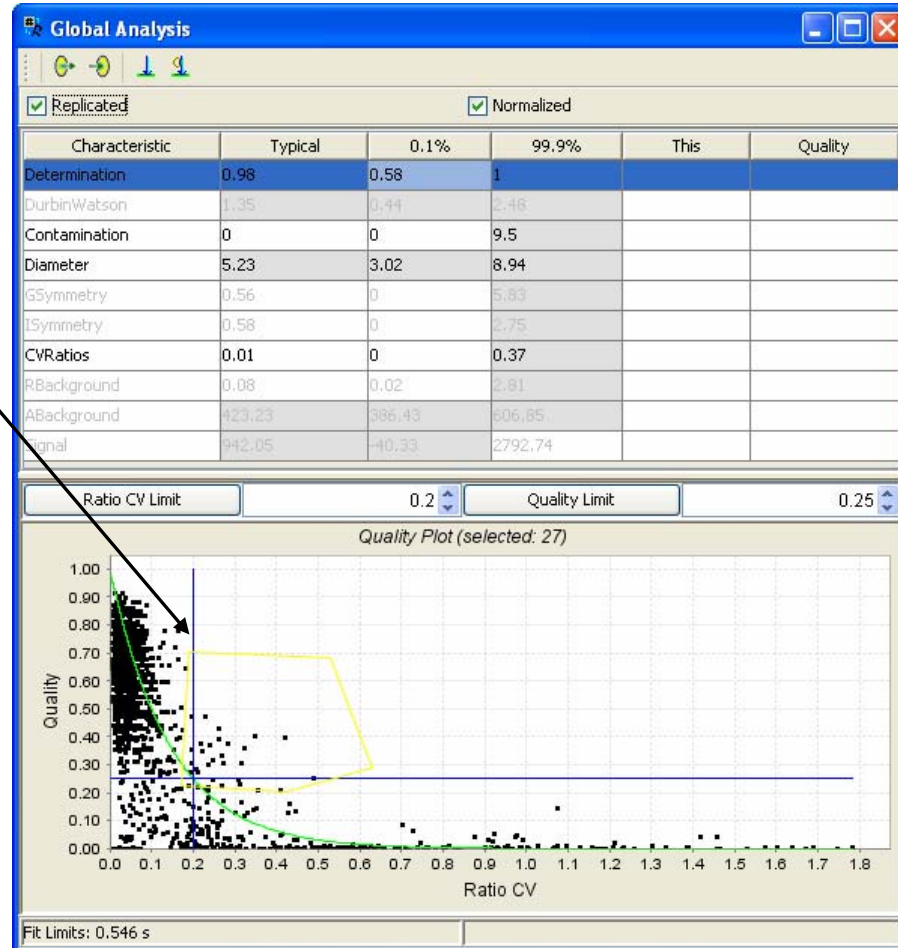 Global Analysis
Replicated Normalized
Characteristic Typical 0.1% 99.9% This Quality
Determination 0.98 0.58 1
DurbinWatson 1.35 0.44 2.48
Contamination 0 0 9.5
Diameter 5.23 3.02 8.94
GSymmetry 0.56 0 5.83
ISymmetry 0.58 0 2.75
CVRatios 0.01 0 0.37
RBackground 0.08 0.02 2.81
ABackground 423.23 386.43 606.85
Signal 942.05 -40.33 2792.74
Ratio CV Limit 0.2 Quality Limit 0.25
Quality Plot (selected: 27)
1.00
0.90
0.80
0.70
0.60
0.50
0.40
0.30
0.20
0.10
0.00
Quality
0.0 0.1 0.2 0.3 0.4 0.5 0.6 0.7 0.8 0.9 1.0 1.1 1.2 1.3 1.4 1.5 1.6 1.7 1.8
Ratio CV
Fit Limits: 0.546 s